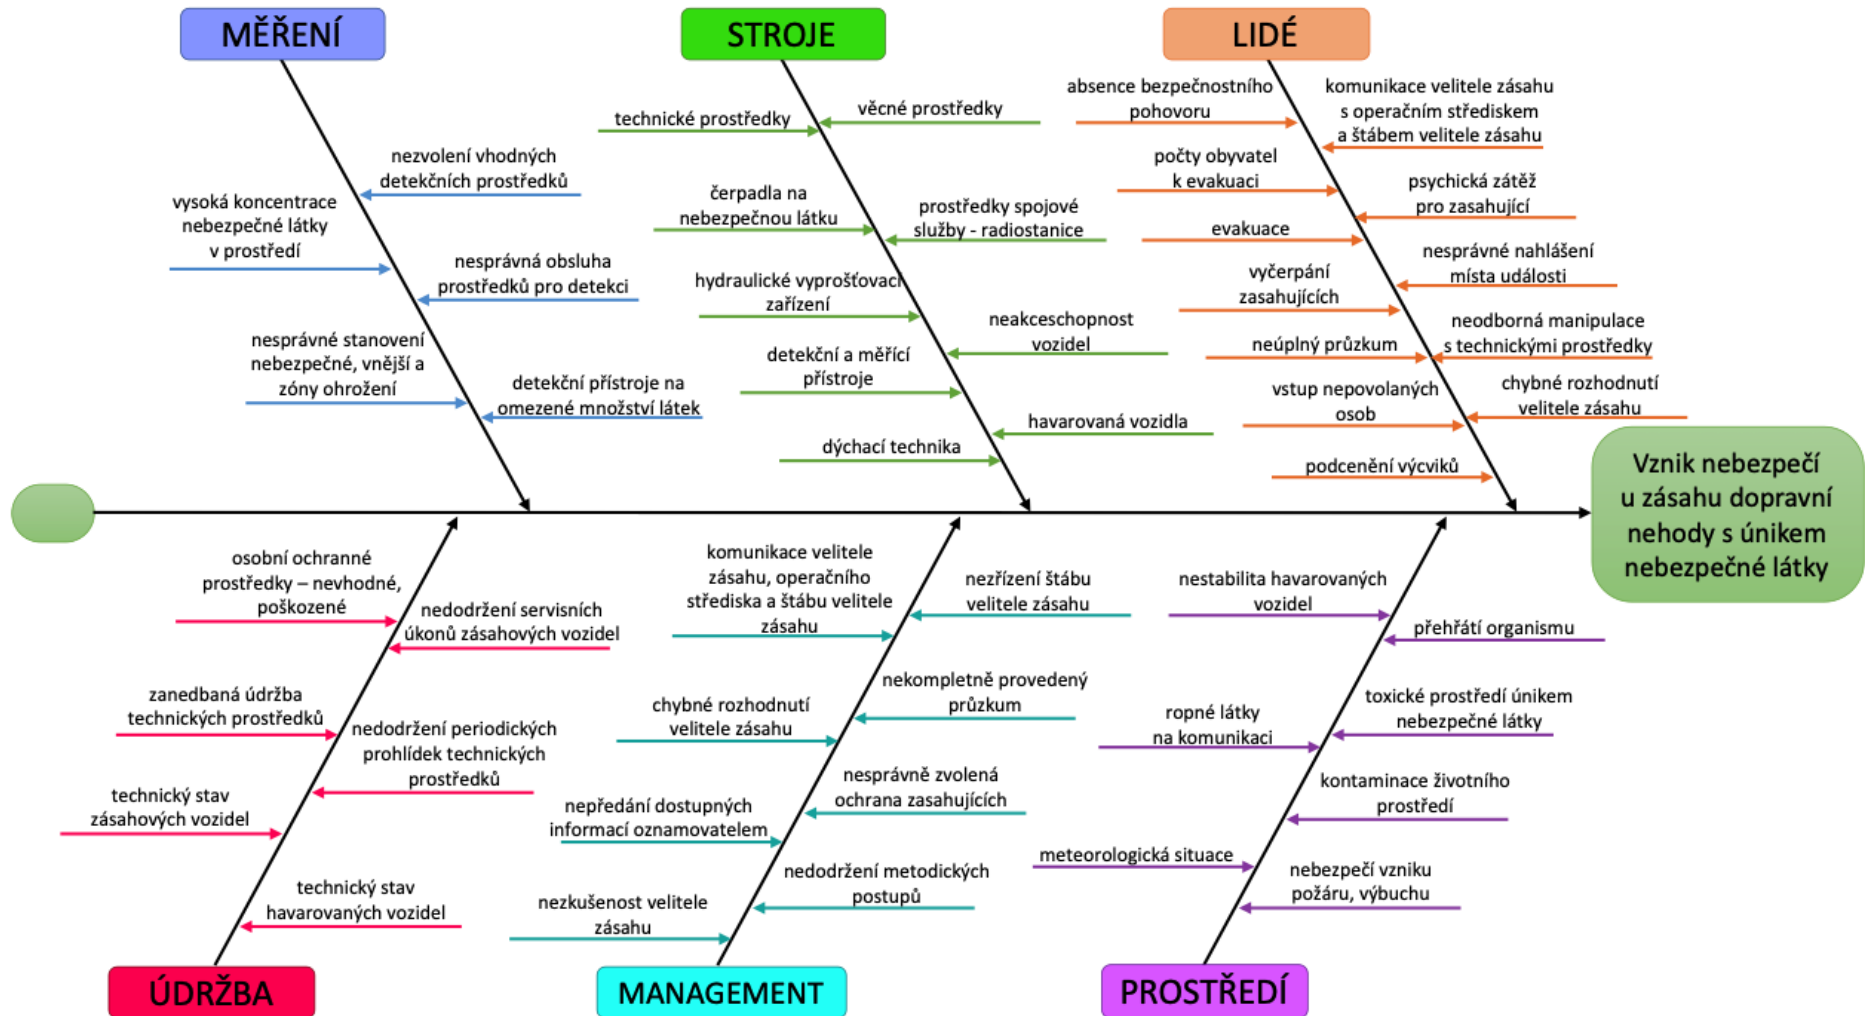 MĚŘENÍ
STROJE
LIDÉ
nezvolení vhodných
detekčních prostředků
vysoká koncentrace
nebezpečné látky
v prostředí
nesprávná obsluha
prostředků pro detekci
nesprávné stanovení
nebezpečné, vnější a
zóny ohrožení
detekční přístroje na
omezené množství látek
technické prostředky
věcné prostředky
čerpadla na
nebezpečnou látku
prostředky spojové
služby - radiostanice
hydraulické vyprošťovací
zařízení
neakceschopnost
vozidel
detekční a měřící
přístroje
havarovaná vozidla
dýchací technika
absence bezpečnostního
pohovoru
komunikace velitele zásahu
s operačním střediskem
a štábem velitele zásahu
počty obyvatel
k evakuaci
psychická zátěž
pro zasahující
evakuace
nesprávné nahlášení
místa události
vyčerpání
zasahujících
neodborná manipulace
s technickými prostředky
neúplný průzkum
chybné rozhodnutí
velitele zásahu
vstup nepovolaných
osob
podcenění výcviků
Vznik nebezpečí
u zásahu dopravní
nehody s únikem
nebezpečné látky
osobní ochranné
prostředky – nevhodné,
poškozené
nedodržení servisních
úkonů zásahových vozidel
zanedbaná údržba
technických prostředků
nedodržení periodických
prohlídek technických
prostředků
technický stav
zásahových vozidel
technický stav
havarovaných vozidel
komunikace velitele
zásahu, operačního
střediska a štábu velitele
zásahu
nezřízení štábu
velitele zásahu
nekompletně provedený
průzkum
chybné rozhodnutí
velitele zásahu
nesprávně zvolená
ochrana zasahujících
nepředání dostupných
informací oznamovatelem
nedodržení metodických
postupů
nezkušenost velitele
zásahu
nestabilita havarovaných
vozidel
přehřátí organismu
toxické prostředí únikem
nebezpečné látky
ropné látky
na komunikaci
kontaminace životního
prostředí
meteorologická situace
nebezpečí vzniku
požáru, výbuchu
ÚDRŽBA
MANAGEMENT
PROSTŘEDÍ